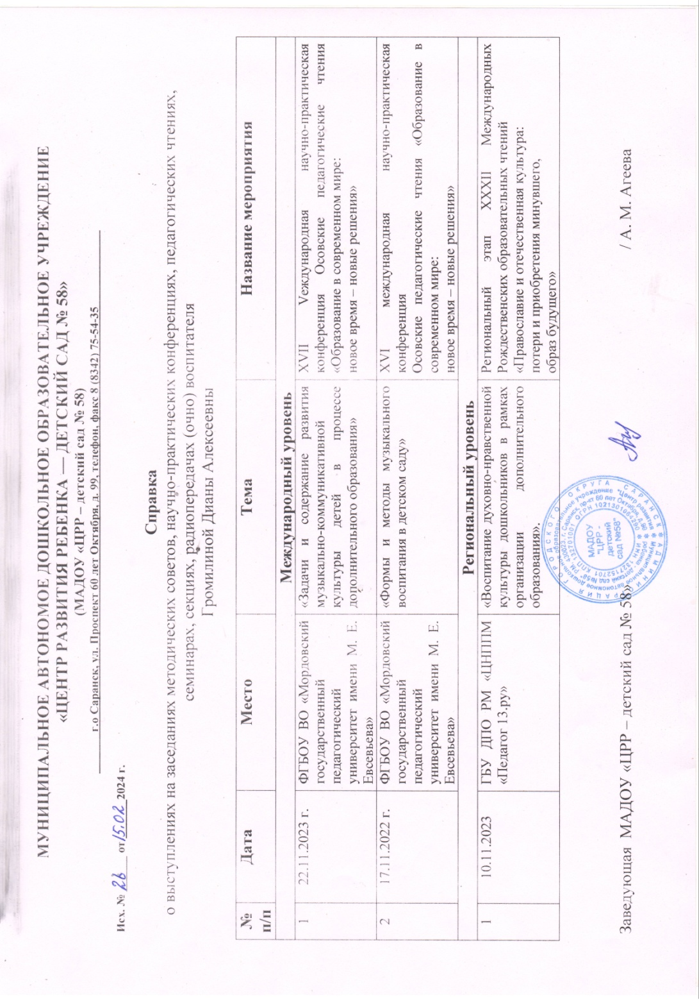 МУНИЦИПАЛЬНОЕ АВТОНОМОЕ ДОШКОЛЬНОЕ ОБРАЗОВАТЕЛЬНОЕ УЧРЕЖДЕНИЕ
«ЦЕНТР РАЗВИТИЯ РЕБЕНКА — ДЕТСКИЙ САД № 58»
(МАДОУ «ЦРР – детский сад № 58)
г.о Саранск, ул. Проспект 60 лет Октября, д. 99, телефон, факс 8 (8342) 75-54-35
Исх. № 26 от 15.02 2024 г.
Справка
о выступлениях на заседаниях методических советов, научно-практических конференциях, педагогических чтениях,
семинарах, секциях, радиопередачах (очно) воспитателя
Громилиной Дианы Алексеевны
№ Дата Место Тема Название мероприятия
п/п
Международный уровень
1 22.11.2023 г. ФГБОУ ВО «Мордовский «Задачи и содержание развития XVII Vеждународная научно-практическая
государственный музыкально-коммуникативной конференция Осовские педагогические чтения
педагогический культуры детей в процессе «Образование в современном мире:
университет имени М. Е. дополнительного образования» новое время – новые решения»
Евсевьева»
2 17.11.2022 г. ФГБОУ ВО «Мордовский «Формы и методы музыкального XVI международная научно-практическая
государственный воспитания в детском саду» конференция
педагогический Осовские педагогические чтения «Образование в
университет имени М. Е. современном мире:
Евсевьева» новое время – новые решения»
Региональный уровень
1 10.11.2023 ГБУ ДПО РМ «ЦНППМ «Воспитание духовно-нравственной Региональный этап XXXII Международных
«Педагог 13.ру» культуры дошкольников в рамках Рождественских образовательных чтений
организации дополнительного «Православие и отечественная культура:
образования». потери и приобретения минувшего,
образ будущего»
МАДОУ
"ЦРР -
детский
сад №58"
Заведующая МАДОУ «ЦРР – детский сад № 58» / А. М. Агеева